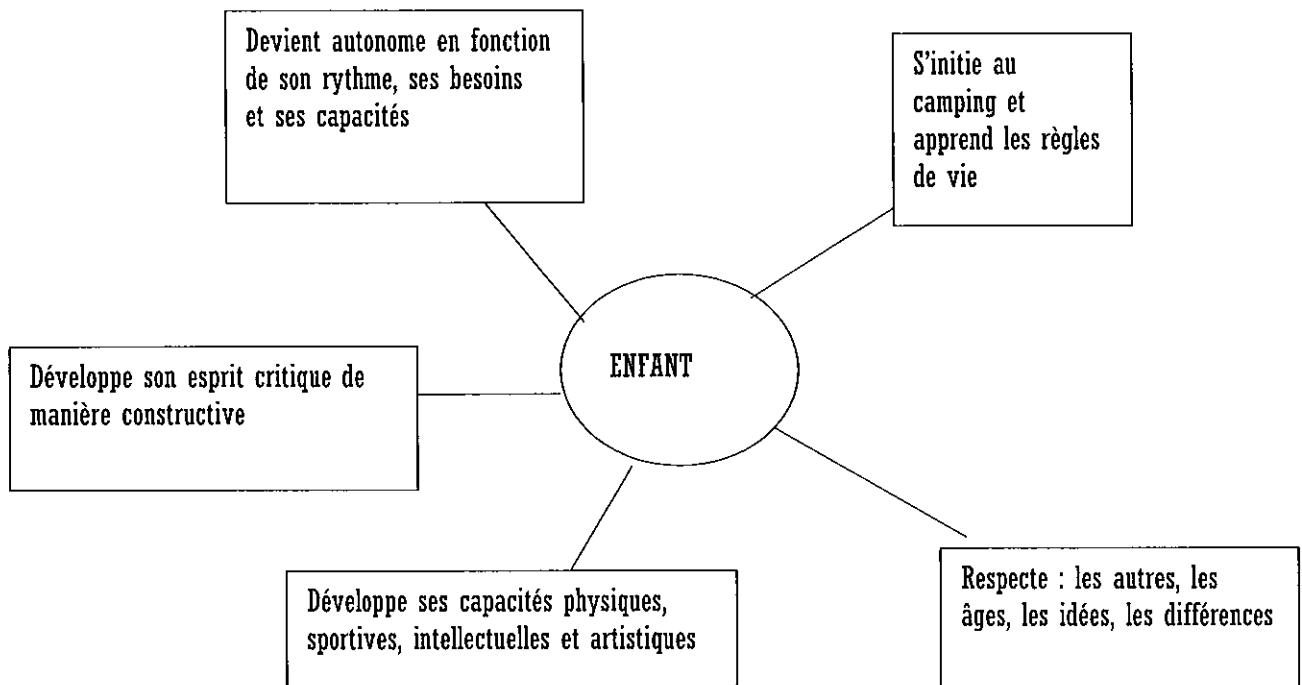 Devient autonome en fonction
de son rythme, ses besoins
et ses capacités
S'initie au
camping et
apprend les règles
de vie
ENFANT
Développe son esprit critique de
manière constructive
Développe ses capacités physiques,
sportives, intellectuelles et artistiques
Respecte : les autres, les
âges, les idées, les différences